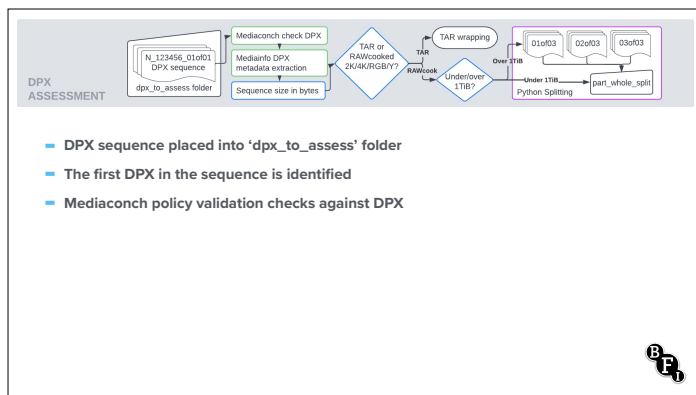 DPX
ASSESSMENT
N_123456_01of01
DPX sequence
dpx_to_assess folder
Mediaconch check DPX
Mediainfo DPX
metadata extraction
Sequence size in bytes
TAR or
RAWcooked
2K/4K/RGB/Y?
TAR
RAWcook
TAR wrapping
Under/over
1TiB?
Over 1TiB
Under 1TiB
01of03
02of03
03of03
part_whole_split
Python Splitting
DPX sequence placed into ‘dpx_to_assess’ folder
The first DPX in the sequence is identified
Mediaconch policy validation checks against DPX
BFI